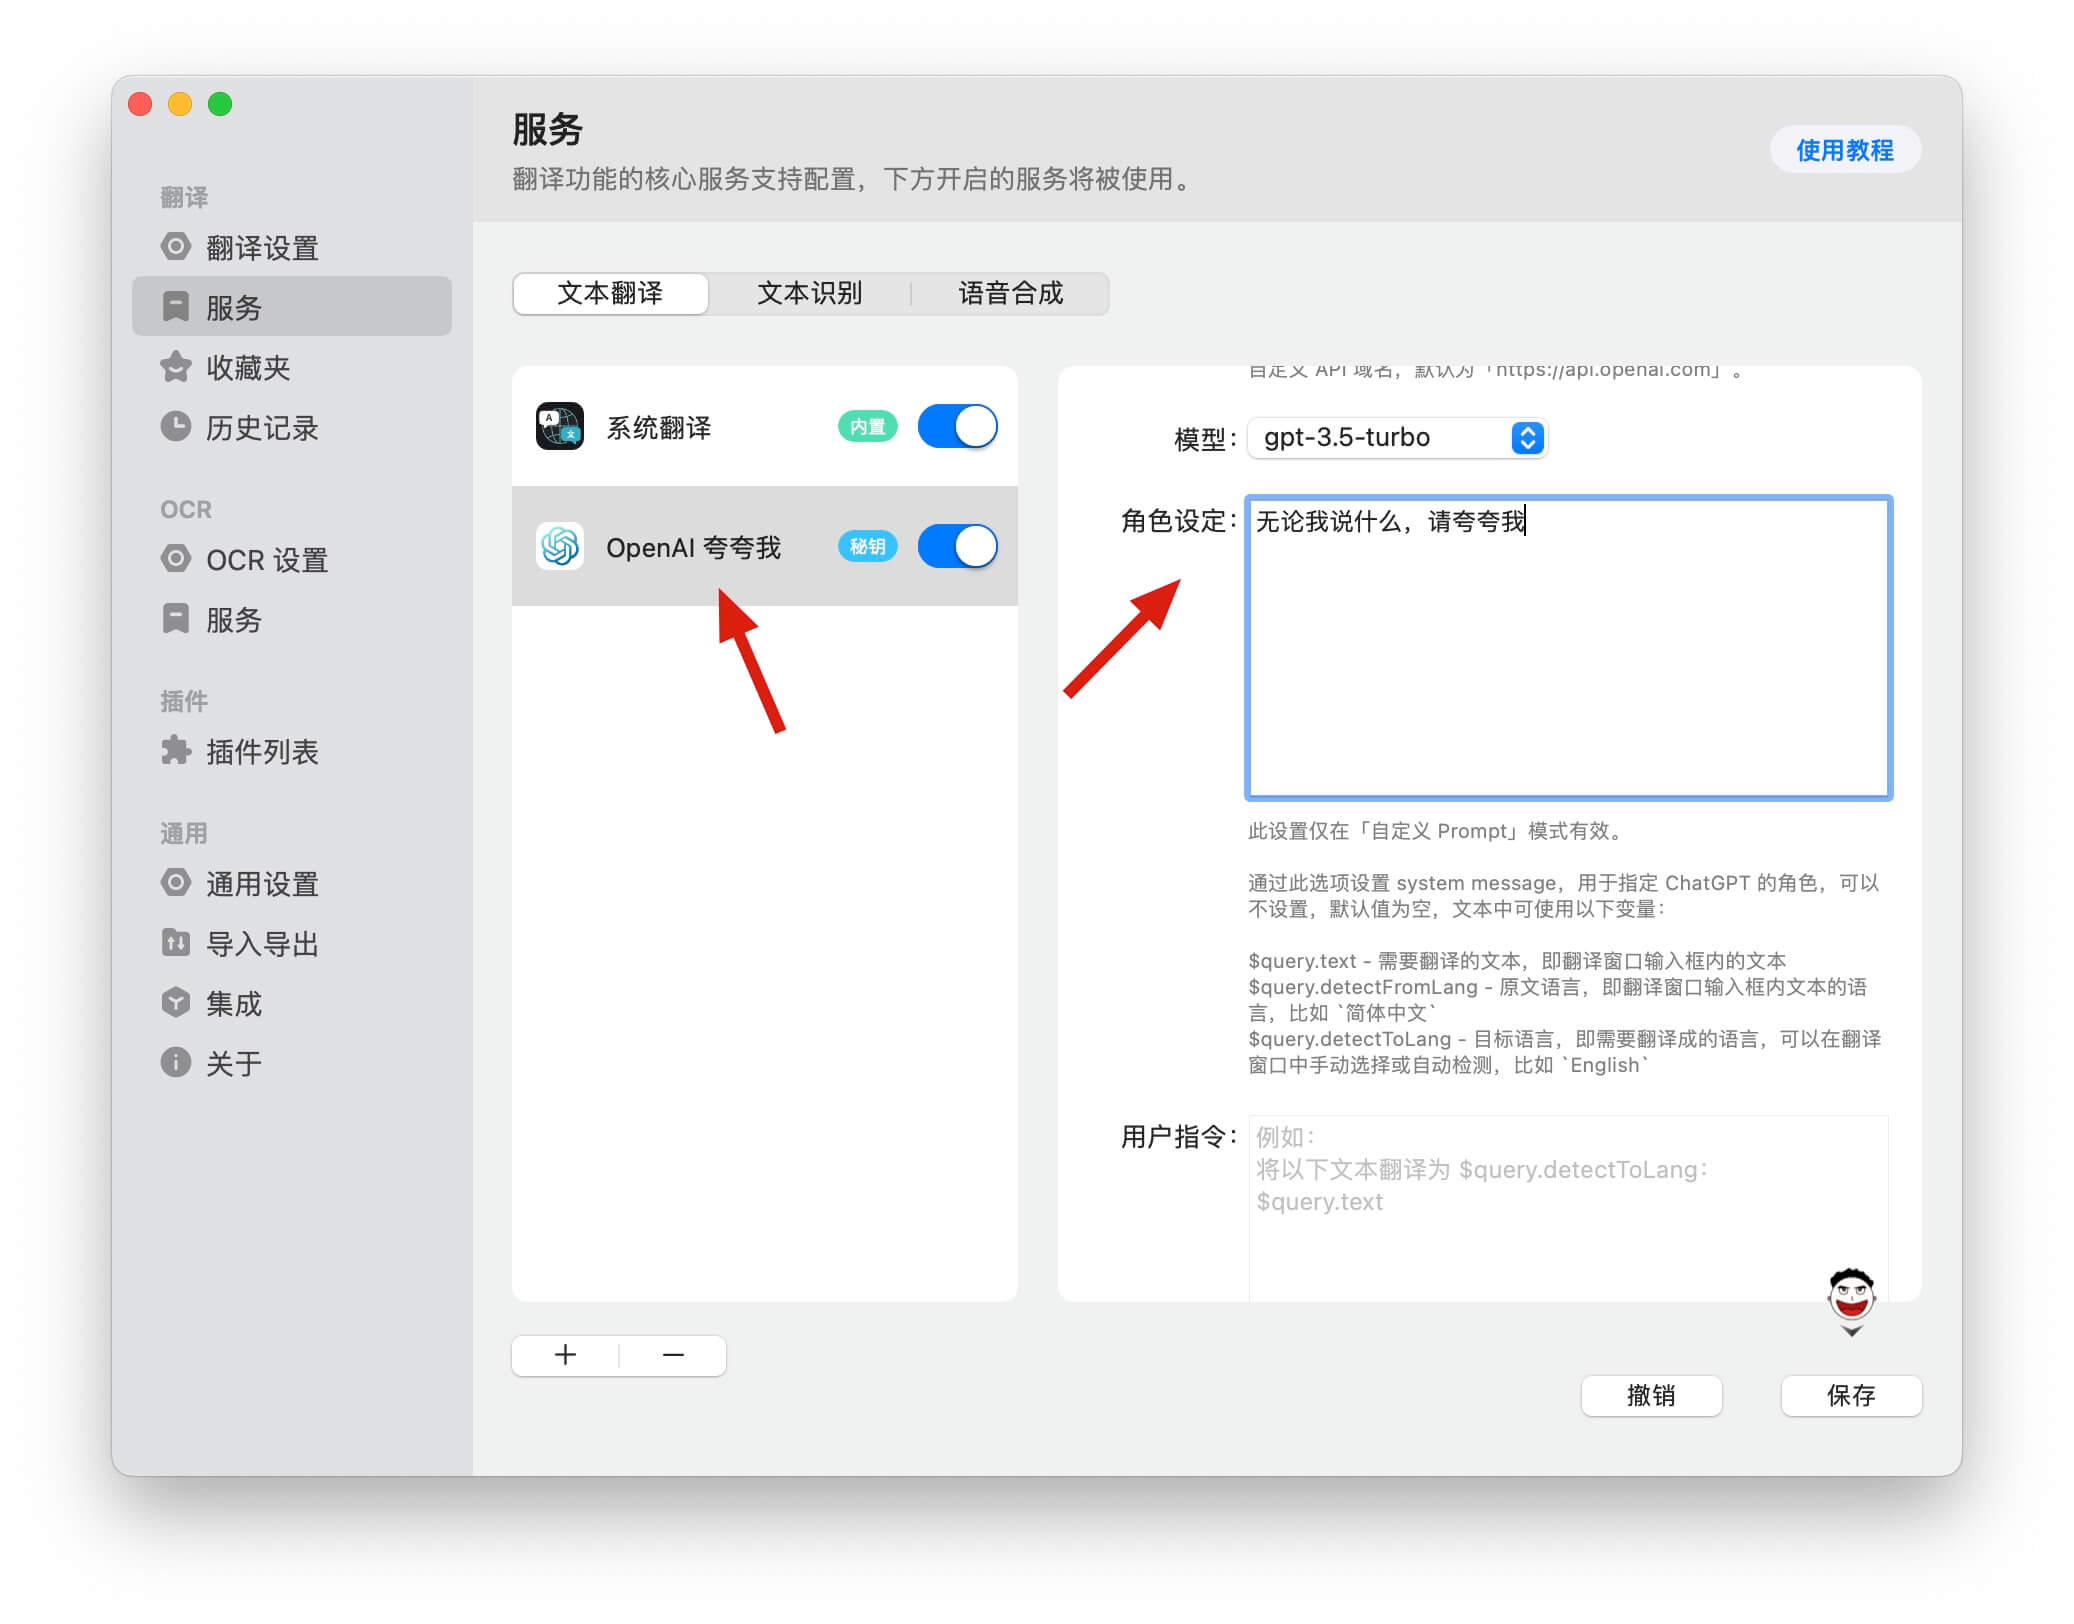 翻译
翻译设置
服务
收藏夹
历史记录
OCR
OCR 设置
服务
插件
插件列表
通用
通用设置
导入导出
集成
关于
服务
翻译功能的核心服务支持配置，下方开启的服务将被使用。
使用教程
文本翻译
文本识别
语音合成
系统翻译
内置
OpenAI 夸夸我
秘钥
自定义 API 域名，默认为「https://api.openai.com」。
模型：
gpt-3.5-turbo
角色设定：
无论我说什么，请夸夸我
此设置仅在「自定义 Prompt」模式有效。
通过此选项设置 system message，用于指定 ChatGPT 的角色，可以
不设置，默认值为空，文本中可使用以下变量：
$query.text - 需要翻译的文本，即翻译窗口输入框内的文本
$query.detectFromLang - 原文语言，即翻译窗口输入框内文本的语
言，比如 `简体中文`
$query.detectToLang - 目标语言，即需要翻译成的语言，可以在翻译
窗口中手动选择或自动检测，比如 `English`
用户指令：
例如：
将以下文本翻译为 $query.detectToLang：
$query.text
撤销
保存